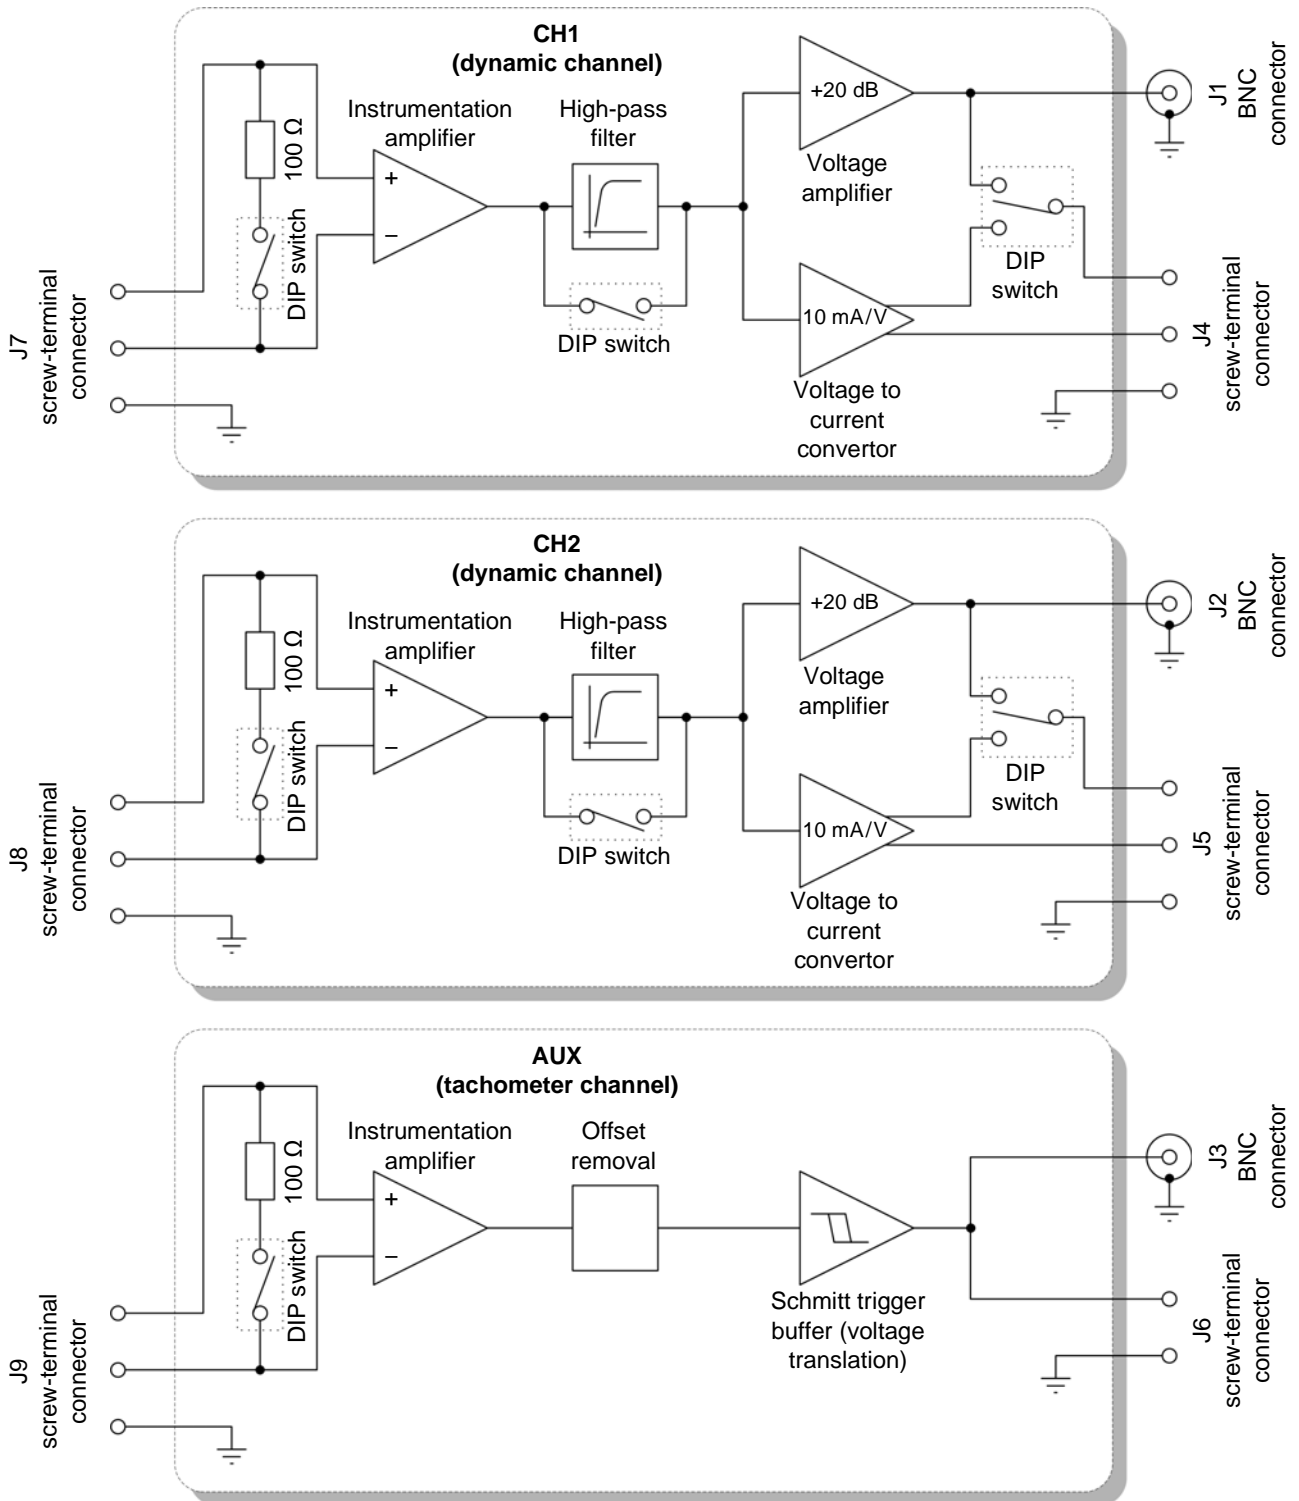 CH1
(dynamic channel)
Instrumentation
amplifier
High-pass
filter
+20 dB
Voltage
amplifier
J1
BNC
connector
100 Ω
DIP switch
+
−
DIP switch
DIP
switch
10 mA/V
Voltage to
current
convertor
J7
screw-terminal
connector
J4
screw-terminal
connector
CH2
(dynamic channel)
Instrumentation
amplifier
High-pass
filter
+20 dB
Voltage
amplifier
J2
BNC
connector
100 Ω
DIP switch
+
−
DIP switch
DIP
switch
10 mA/V
Voltage to
current
convertor
J8
screw-terminal
connector
J5
screw-terminal
connector
AUX
(tachometer channel)
Instrumentation
amplifier
Offset
removal
J3
BNC
connector
100 Ω
DIP switch
+
−
Schmitt trigger
buffer (voltage
translation)
J9
screw-terminal
connector
J6
screw-terminal
connector